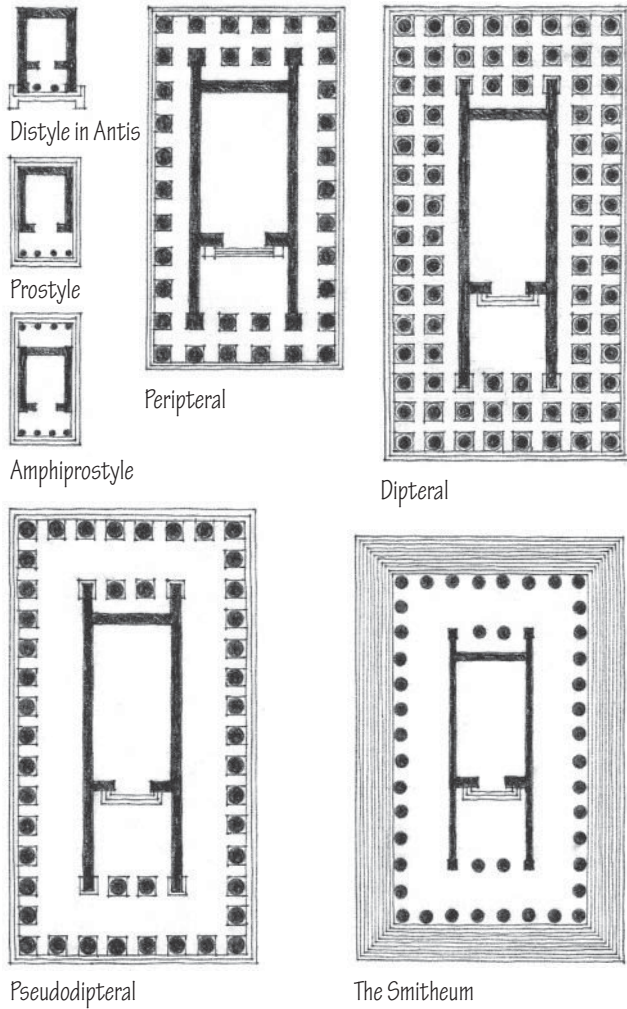 Distyle in Antis
Prostyle
Amphiprostyle
Peripteral
Dipteral
Pseudodipteral
The Smitheum